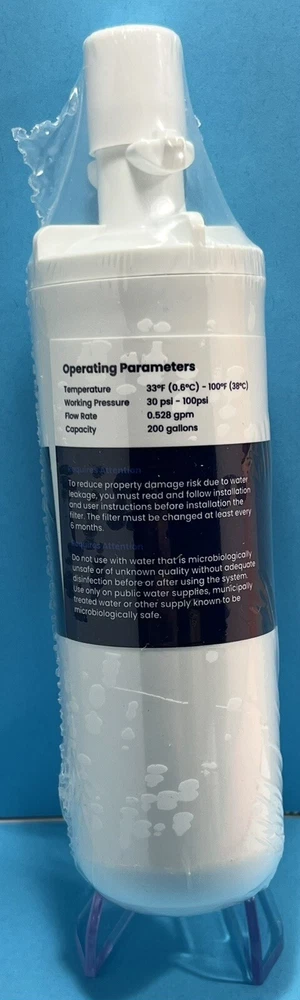 Operating Parameters
Temperature 33°F (0.6°C) - 100°F (38°C)
Working Pressure 30 psi - 100psi
Flow Rate 0.528 gpm
Capacity 200 gallons
Attention
To reduce property damage risk due to water
leakage, you must read and follow installation
and user instructions before installation the
filter. The filter must be changed at least every
6 months.
Attention
Do not use with water that is microbiologically
unsafe or of unknown quality without adequate
disinfection before or after using the system.
Use only on public water supplies, municipally
treated water or other supply known to be
microbiologically safe.